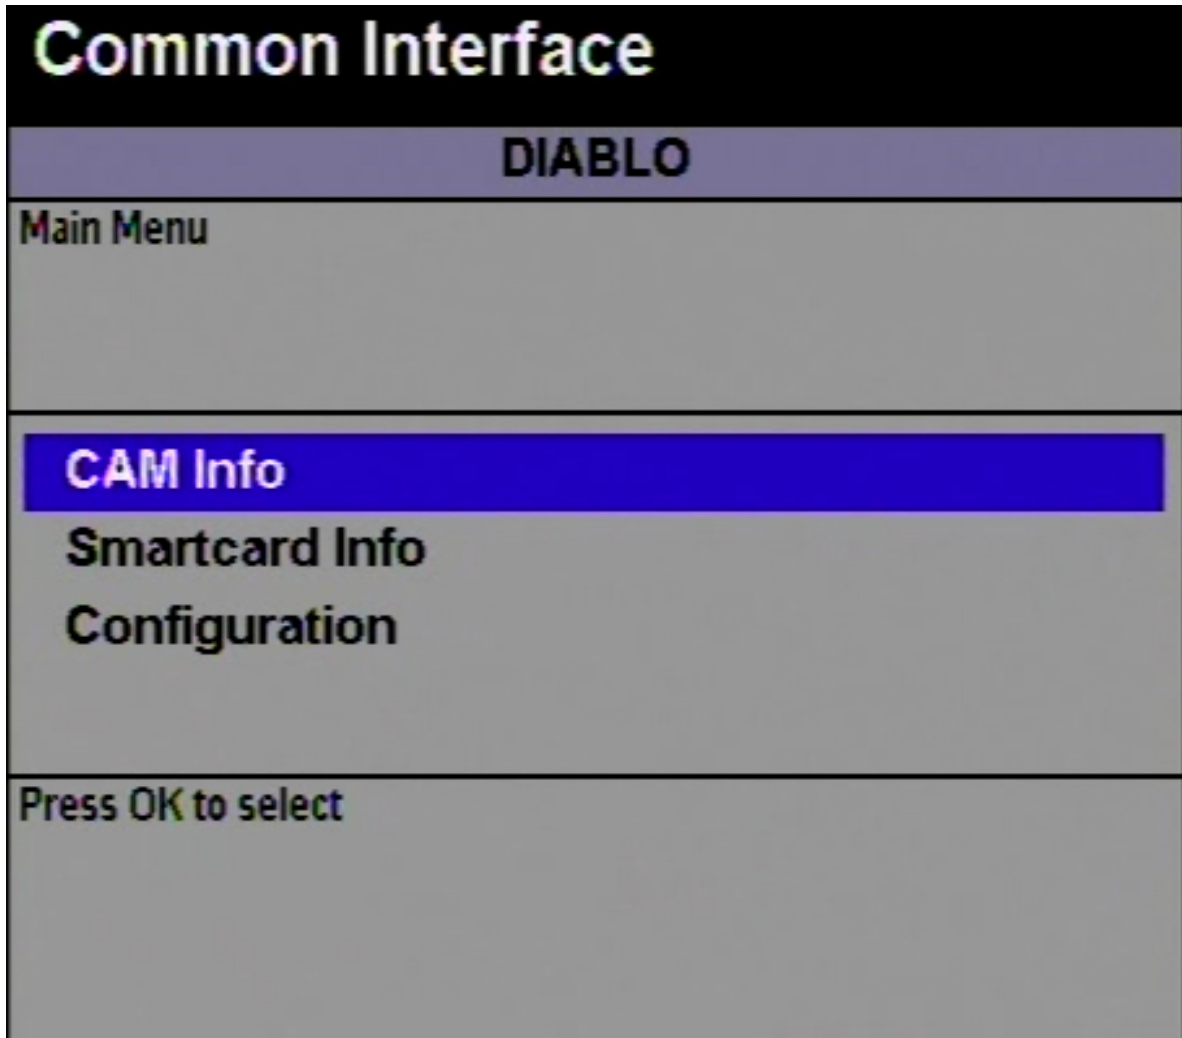 Common Interface
DIABLO
Main Menu
CAM Info
Smartcard Info
Configuration
Press OK to select